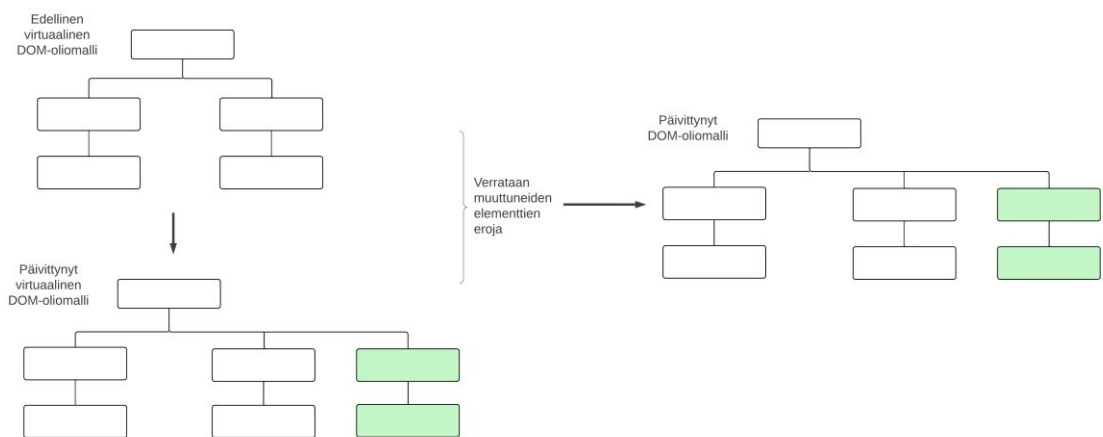 Edellinen
virtuaalinen
DOM-oliomalli
Päivittynyt
virtuaalinen
DOM-oliomalli
Verrataan
muuttuneiden
elementtien
eroja
Päivittynyt
DOM-oliomalli